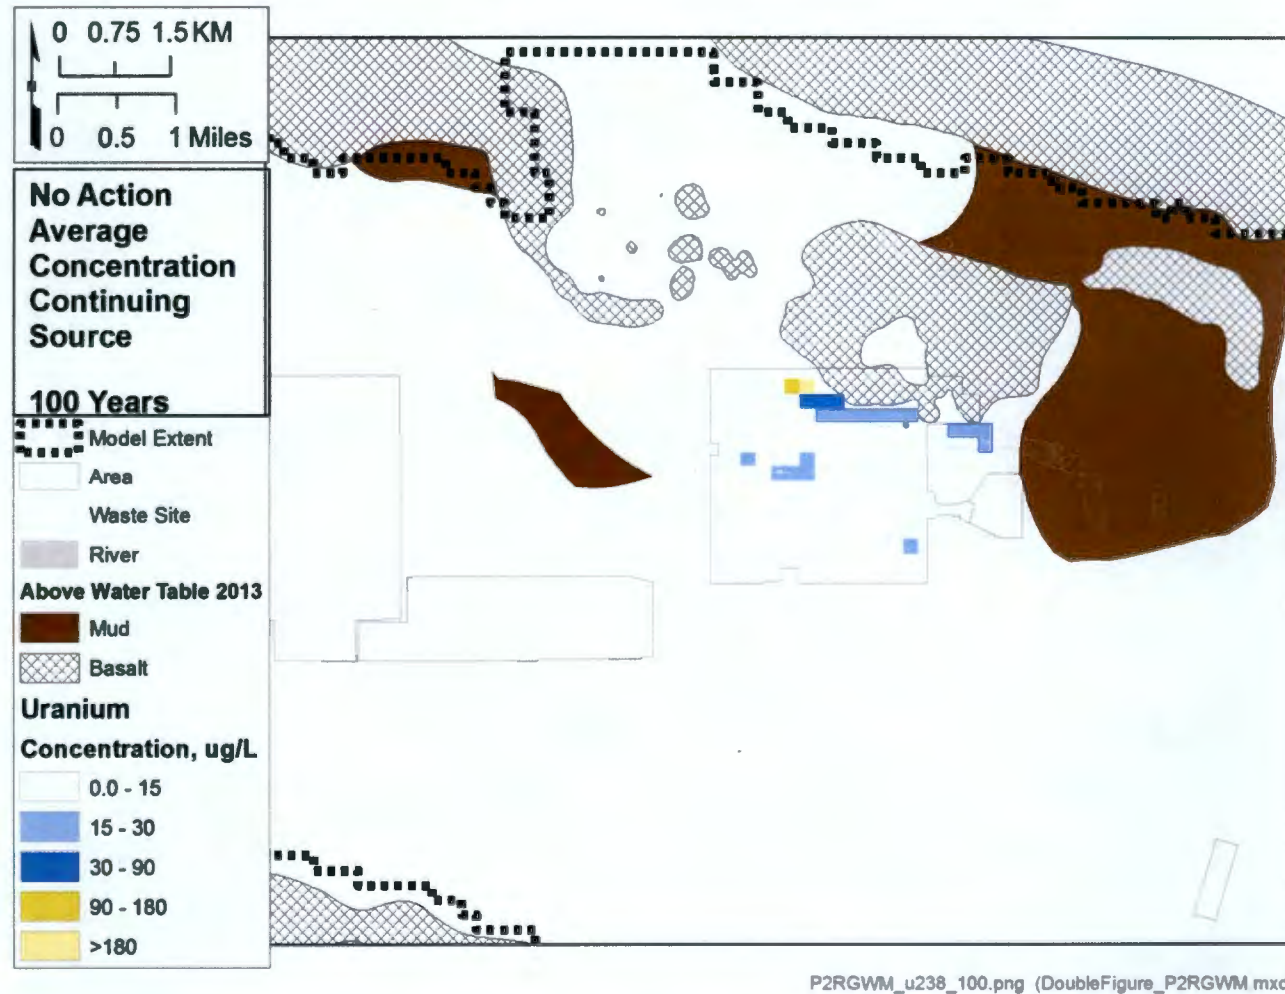 0 0.75 1.5 KM
0 0.5 1 Miles
No Action
Average
Concentration
Continuing
Source
100 Years
Model Extent
Area
Waste Site
River
Above Water Table 2013
Mud
Basalt
Uranium
Concentration, ug/L
0.0 - 15
15 - 30
30 - 90
90 - 180
>180
P2RGWM_u238_100.png (DoubleFigure_P2RGWM mxd